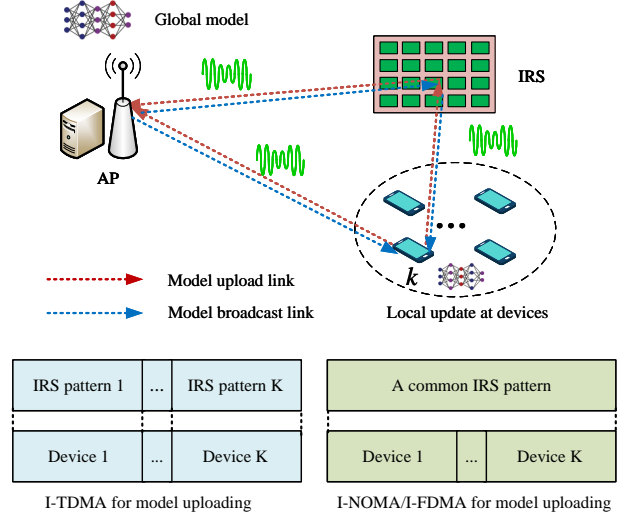 Global model
IRS
AP
...
k
Model upload link
Model broadcast link
Local update at devices
IRS pattern 1 ... IRS pattern K
A common IRS pattern
Device 1 ... Device K
Device 1 ... Device K
I-TDMA for model uploading
I-NOMA/I-FDMA for model uploading